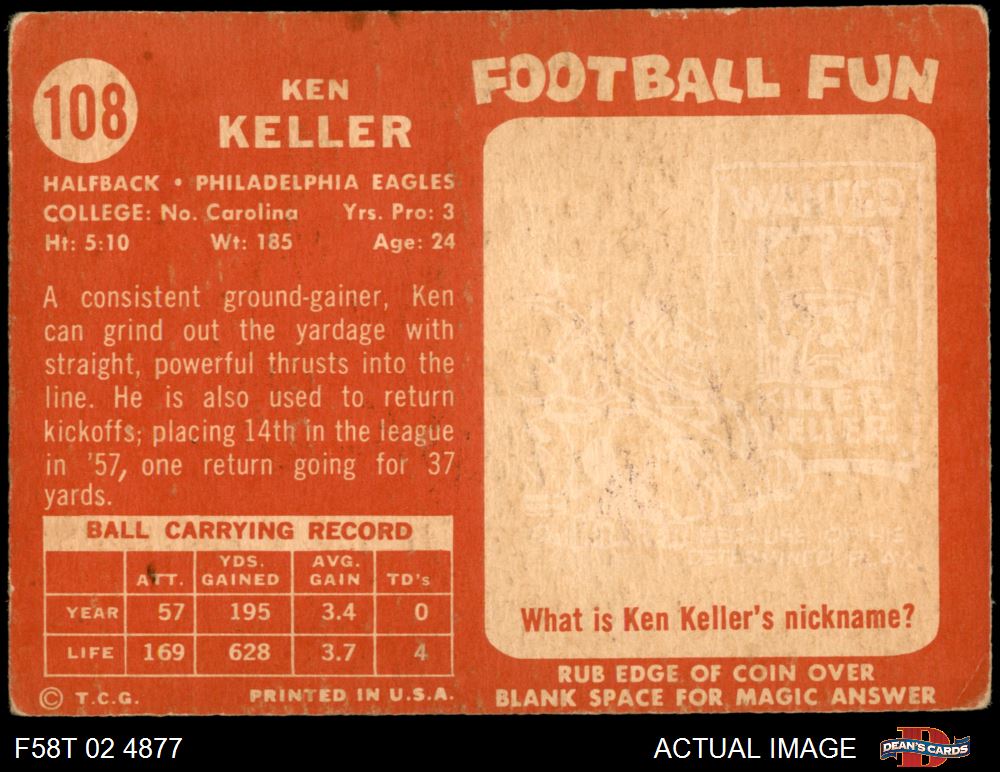 108
KEN
KELLER
HALFBACK • PHILADELPHIA EAGLES
COLLEGE: No. Carolina Yrs. Pro: 3
Ht: 5:10 Wt: 185 Age: 24
A consistent ground-gainer, Ken
can grind out the yardage with
straight, powerful thrusts into the
line. He is also used to return
kickoffs; placing 14th in the league
in '57, one return going for 37
yards.
BALL CARRYING RECORD
ATT. YDS. GAINED AVG. GAIN TD's
YEAR 57 195 3.4 0
LIFE 169 628 3.7 4
© T.C.G. PRINTED IN U.S.A.
FOOTBALL FUN
WANTED
KILLER
KELLER
What is Ken Keller's nickname?
RUB EDGE OF COIN OVER
BLANK SPACE FOR MAGIC ANSWER
F58T 02 4877
ACTUAL IMAGE
DEAN'S CARDS